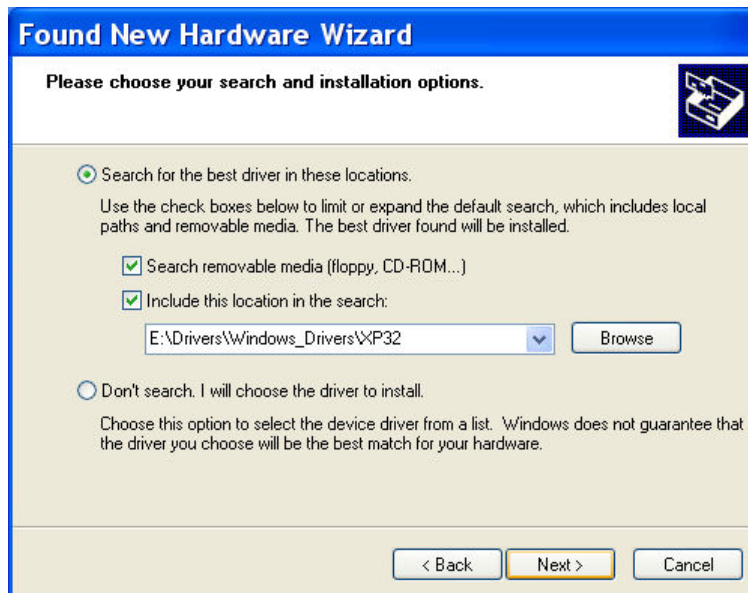 Found New Hardware Wizard
Please choose your search and installation options.
Search for the best driver in these locations.
Use the check boxes below to limit or expand the default search, which includes local
paths and removable media. The best driver found will be installed.
Search removable media (floppy, CD-ROM...)
Include this location in the search:
E:\Drivers\Windows_Drivers\XP32
Browse
Don't search. I will choose the driver to install.
Choose this option to select the device driver from a list. Windows does not guarantee that
the driver you choose will be the best match for your hardware.
< Back
Next >
Cancel